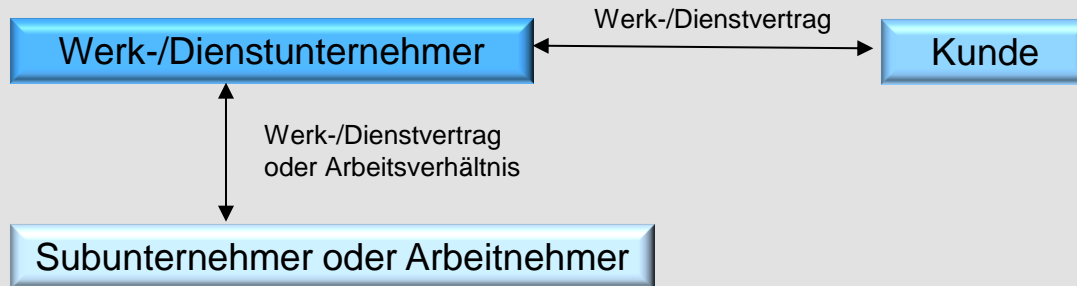 Werk-/Dienstvertrag
Werk-/Dienstunternehmer
Kunde
Werk-/Dienstvertrag
oder Arbeitsverhältnis
Subunternehmer oder Arbeitnehmer